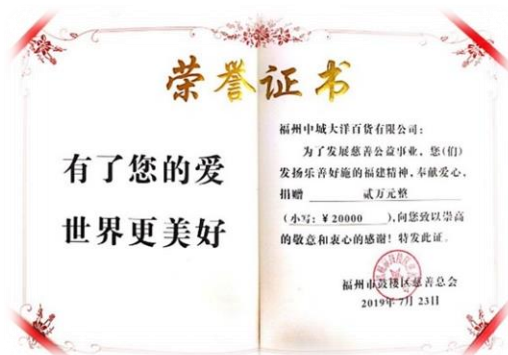 荣誉证书
有了您的爱
世界更美好
福州中城大洋百货有限公司：
为了发展慈善公益事业，您(们)
发扬乐善好施的福建精神，奉献爱心，
捐赠 贰万元整
(小写：¥20000 )，向您致以崇高
的敬意和衷心的感谢！特发此证。
福州市鼓楼区慈善总会
2019年7月23日